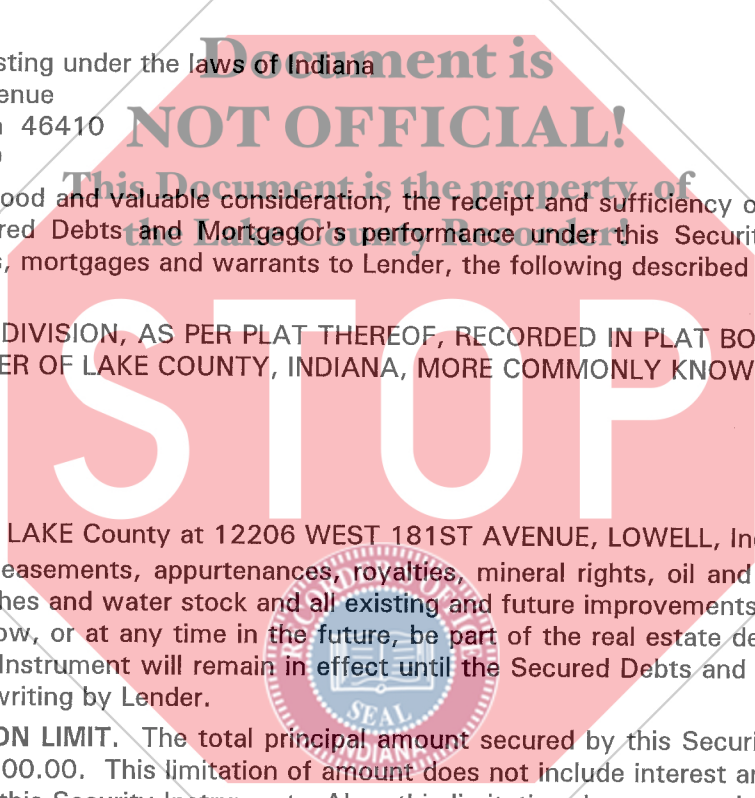 Document is
sting under the laws of Indiana
enue
46410
NOT OFFICIAL!
This Document is the property of
ood and valuable consideration, the receipt and sufficiency o
the Lake County Recorder!
red Debts and Mortgagor's performance under this Securit
s, mortgages and warrants to Lender, the following described
STOP
DIVISION, AS PER PLAT THEREOF, RECORDED IN PLAT BO
ER OF LAKE COUNTY, INDIANA, MORE COMMONLY KNOW
LAKE County at 12206 WEST 181ST AVENUE, LOWELL, In
easements, appurtenances, royalties, mineral rights, oil and
hes and water stock and all existing and future improvements
ow, or at any time in the future, be part of the real estate de
Instrument will remain in effect until the Secured Debts and
writing by Lender.
SEAL
INDIANA
ON LIMIT. The total principal amount secured by this Securi
00.00. This limitation of amount does not include interest an